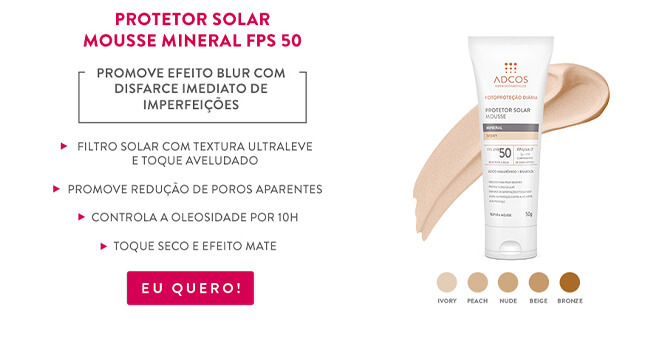 PROTETOR SOLAR
MOUSSE MINERAL FPS 50
PROMOVE EFEITO BLUR COM
DISFARCE IMEDIATO DE
IMPERFEIÇÕES
FILTRO SOLAR COM TEXTURA ULTRALEVE
E TOQUE AVELUDADO
PROMOVE REDUÇÃO DE POROS APARENTES
CONTROLA A OLEOSIDADE POR 10H
TOQUE SECO E EFEITO MATE
EU QUERO!
ADCOS
FOTOPROTEÇÃO DIÁRIA
PROTETOR SOLAR
MOUSSE
MINERAL
IVORY
50
50g
IVORY
PEACH
NUDE
BEIGE
BRONZE